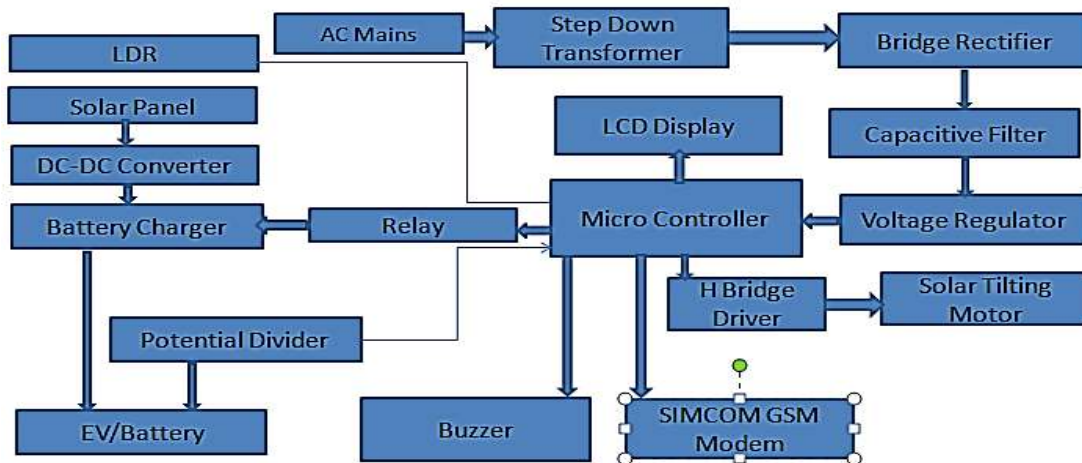 AC Mains
Step Down
Transformer
Bridge Rectifier
LDR
Solar Panel
LCD Display
Capacitive Filter
DC-DC Converter
Battery Charger
Relay
Micro Controller
Voltage Regulator
H Bridge
Driver
Solar Tilting
Motor
Potential Divider
EV/Battery
Buzzer
SIMCOM GSM
Modem